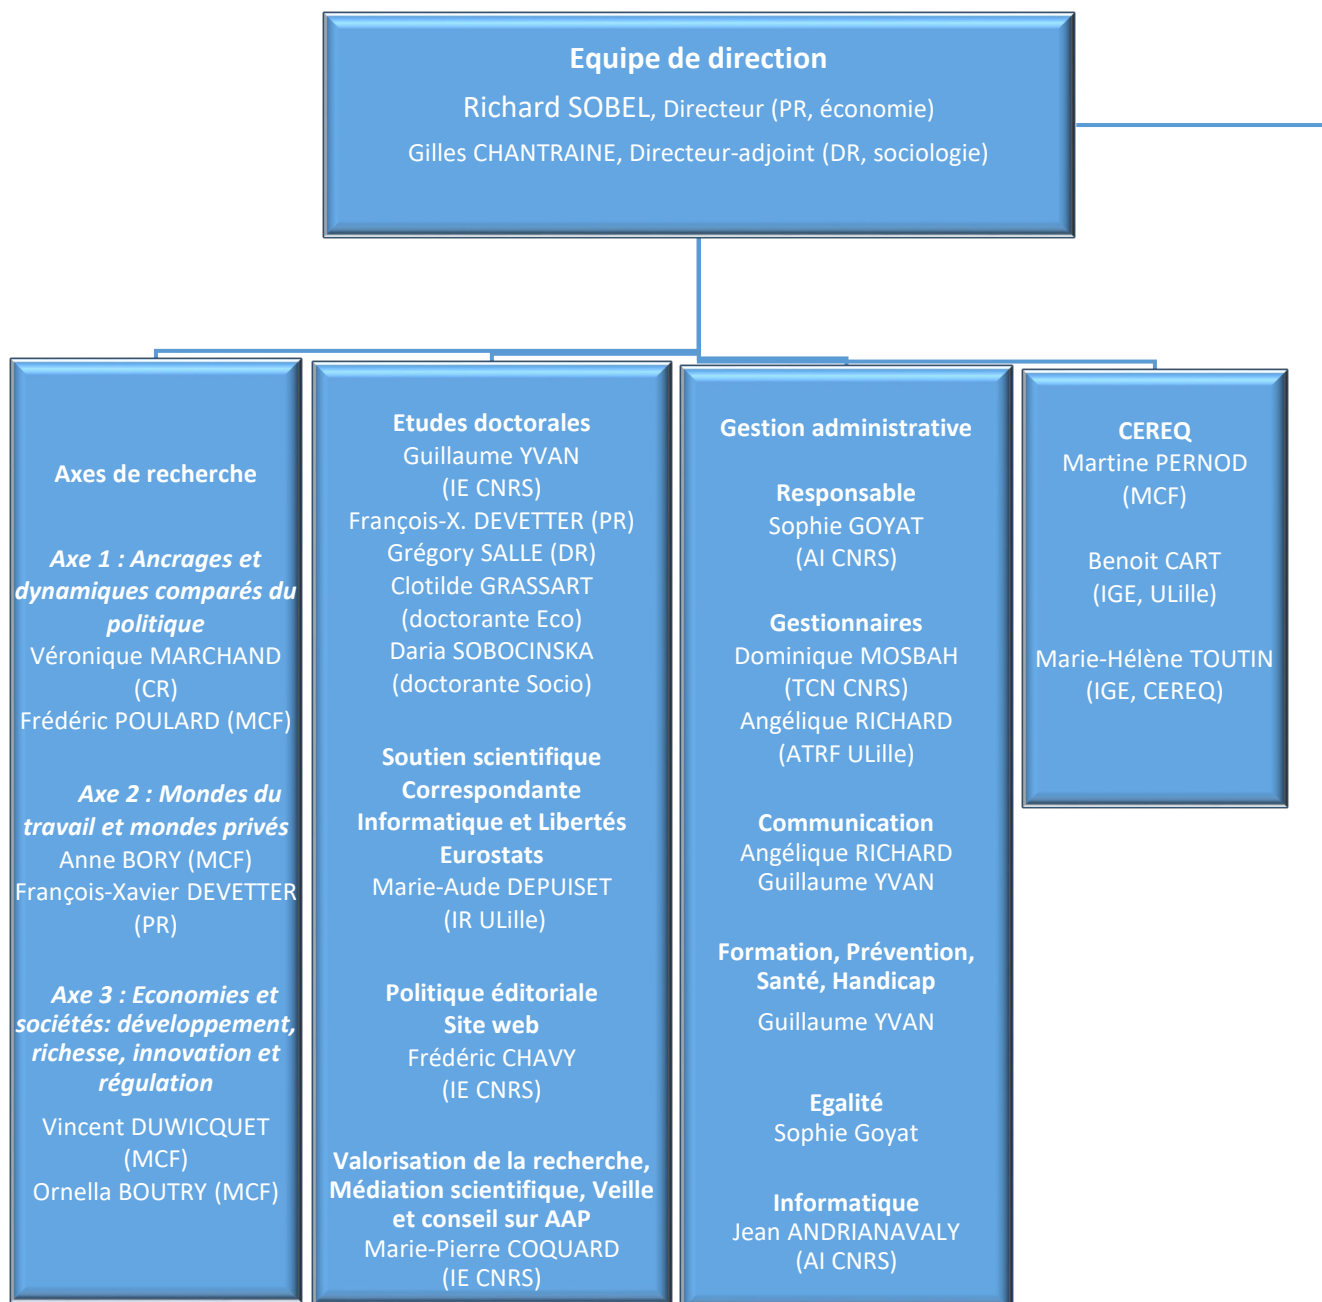 Equipe de direction
Richard SOBEL, Directeur (PR, économie)
Gilles CHANTRAINE, Directeur-adjoint (DR, sociologie)
Axes de recherche
Axe 1 : Ancrages et
dynamiques comparés du
politique
Véronique MARCHAND
(CR)
Frédéric POULARD (MCF)
Axe 2 : Mondes du
travail et mondes privés
Anne BORY (MCF)
François-Xavier DEVETTER
(PR)
Axe 3 : Economies et
sociétés: développement,
richesse, innovation et
régulation
Vincent DUWICQUET
(MCF)
Ornella BOUTRY (MCF)
Etudes doctorales
Guillaume YVAN
(IE CNRS)
François-X. DEVETTER (PR)
Grégory SALLE (DR)
Clotilde GRASSART
(doctorante Eco)
Daria SOBOCINSKA
(doctorante Socio)
Soutien scientifique
Correspondante
Informatique et Libertés
Eurostats
Marie-Aude DEPUISET
(IR ULille)
Politique éditoriale
Site web
Frédéric CHAVY
(IE CNRS)
Valorisation de la recherche,
Médiation scientifique, Veille
et conseil sur AAP
Marie-Pierre COQUARD
(IE CNRS)
Gestion administrative
Responsable
Sophie GOYAT
(AI CNRS)
Gestionnaires
Dominique MOSBAH
(TCN CNRS)
Angélique RICHARD
(ATRF ULille)
Communication
Angélique RICHARD
Guillaume YVAN
Formation, Prévention,
Santé, Handicap
Guillaume YVAN
Egalité
Sophie Goyat
Informatique
Jean ANDRIANAVALY
(AI CNRS)
CEREQ
Martine PERNOD
(MCF)
Benoit CART
(IGE, ULille)
Marie-Hélène TOUTIN
(IGE, CEREQ)